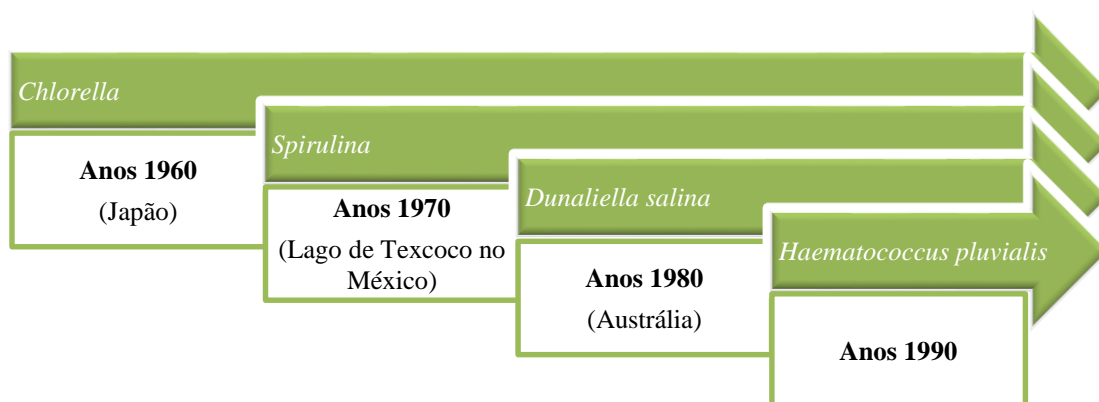 Chlorella
Anos 1960
(Japão)
Spirulina
Anos 1970
(Lago de Texcoco no
México)
Dunaliella salina
Anos 1980
(Austrália)
Haematococcus pluvialis
Anos 1990